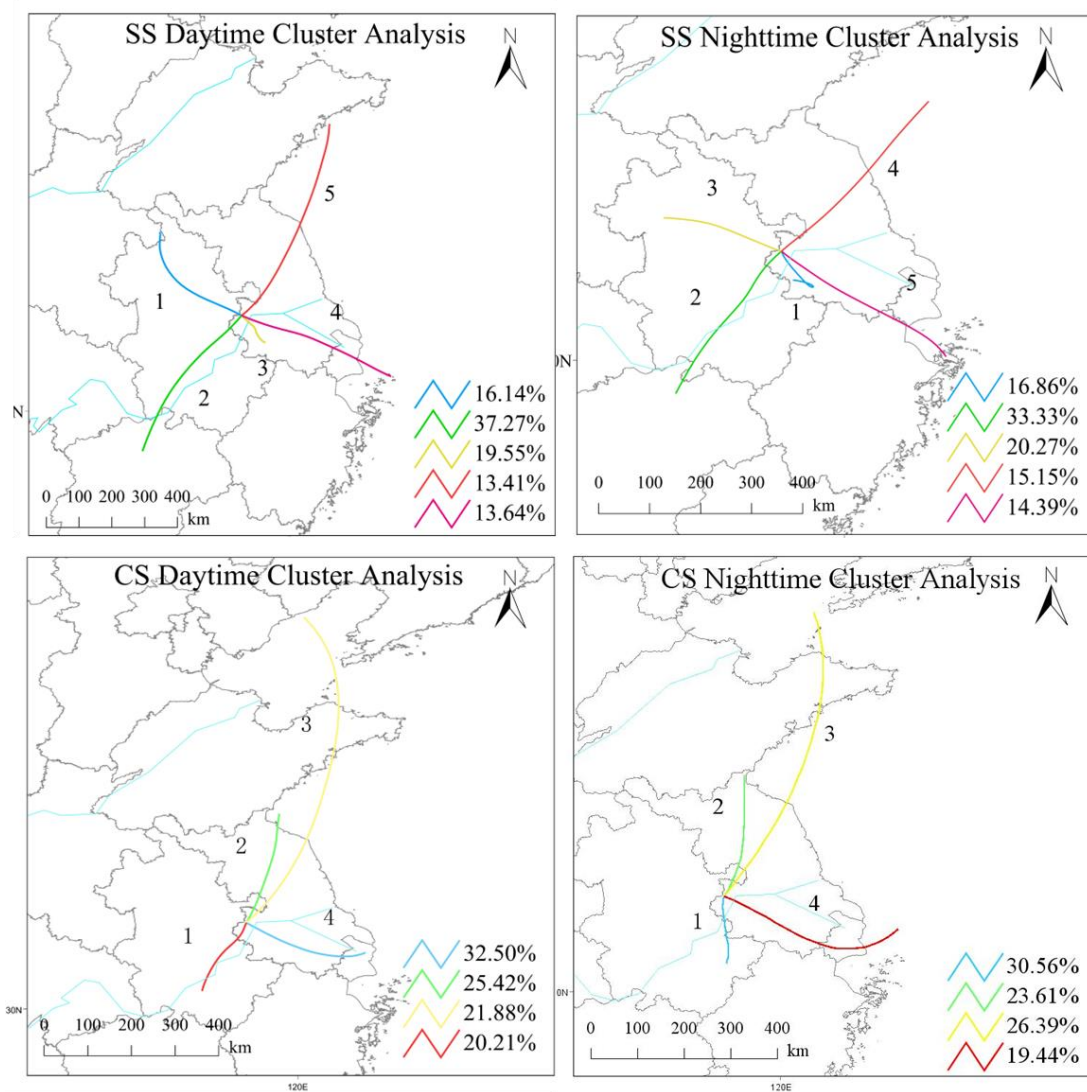 SS Daytime Cluster Analysis
N
5
1
4
3
2
16.14%
37.27%
19.55%
13.41%
13.64%
0 100 200 300 400
km
N
SS Nighttime Cluster Analysis
N
4
3
2
5
1
0N
16.86%
33.33%
20.27%
15.15%
14.39%
0 100 200 300 400
km
CS Daytime Cluster Analysis
N
3
2
1
4
32.50%
25.42%
21.88%
20.21%
0 100 200 300 400
km
30N
120E
CS Nighttime Cluster Analysis
N
3
2
4
1
0N
30.56%
23.61%
26.39%
19.44%
0 100 200 300 400
km
120E